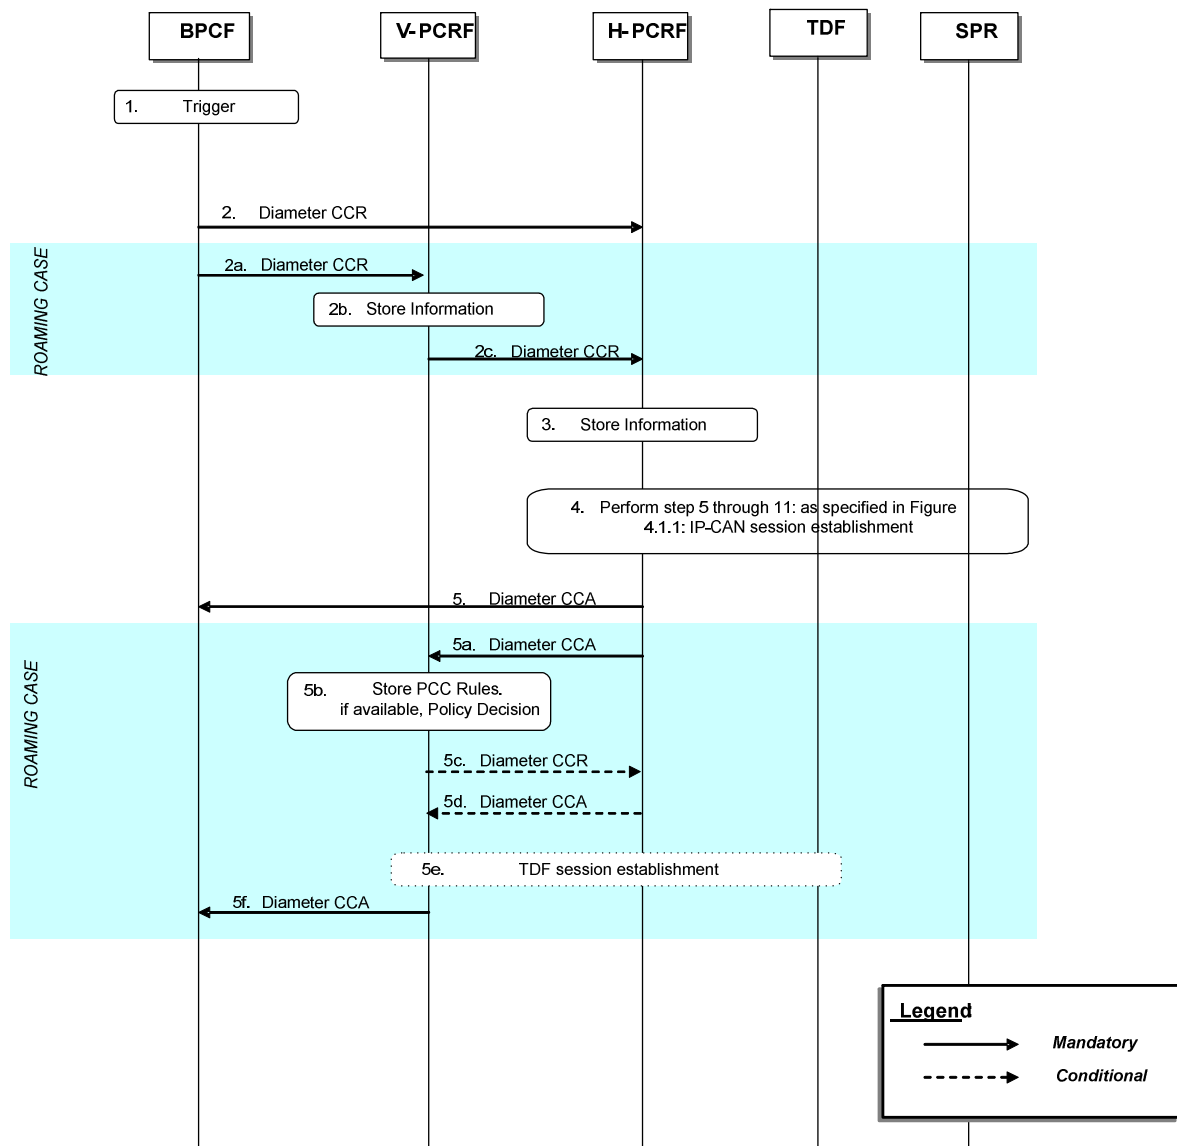 BPCF
V-PCRF
H-PCRF
TDF
SPR
1. Trigger
2. Diameter CCR
ROAMING CASE
2a. Diameter CCR
2b. Store Information
2c. Diameter CCR
3. Store Information
4. Perform step 5 through 11: as specified in Figure
4.1.1: IP-CAN session establishment
5. Diameter CCA
ROAMING CASE
5a. Diameter CCA
5b. Store PCC Rules.
if available, Policy Decision
5c. Diameter CCR
5d. Diameter CCA
5e. TDF session establishment
5f. Diameter CCA
Legend:
Mandatory
Conditional